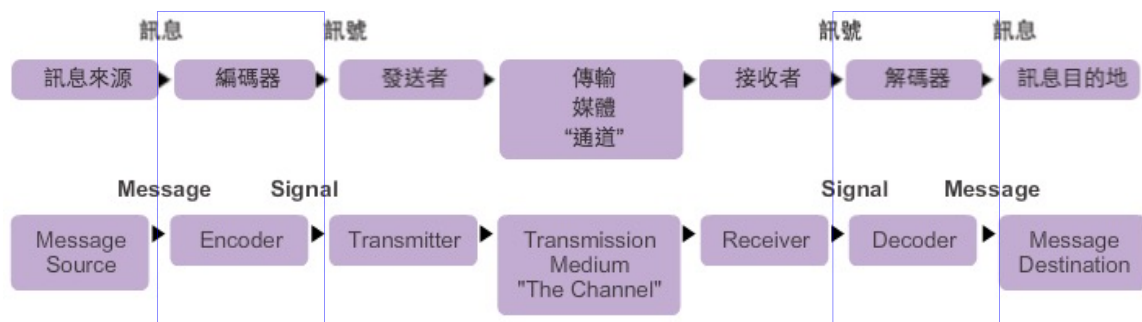 訊息 訊號 訊號 訊息
訊息來源 編碼器 發送者 傳輸 接收者 解碼器 訊息目的地
媒體
“通道”
Message Signal Signal Message
Message Encoder Transmitter Transmission Receiver Decoder Message
Source Medium Destination
"The Channel"